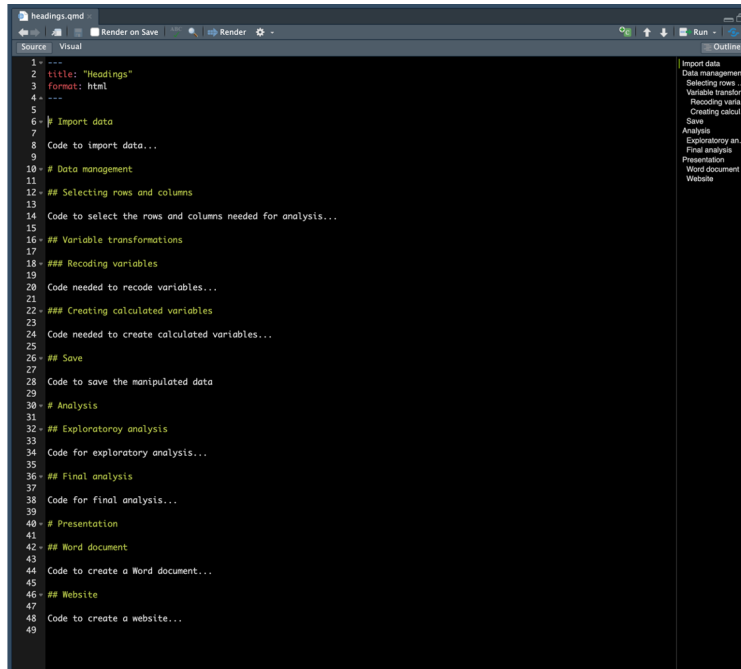 headings.qmd
Render on Save
ABC
Render
Run
Source Visual
Outline
1 ---
2 title: "Headings"
3 format: html
4 ---
5
6 # Import data
7
8 Code to import data...
9
10 # Data management
11
12 ## Selecting rows and columns
13
14 Code to select the rows and columns needed for analysis...
15
16 ## Variable transformations
17
18 ### Recoding variables
19
20 Code needed to recode variables...
21
22 ### Creating calculated variables
23
24 Code needed to create calculated variables...
25
26 ## Save
27
28 Code to save the manipulated data
29
30 # Analysis
31
32 ## Exploratoroy analysis
33
34 Code for exploratory analysis...
35
36 ## Final analysis
37
38 Code for final analysis...
39
40 # Presentation
41
42 ## Word document
43
44 Code to create a Word document...
45
46 ## Website
47
48 Code to create a website...
49
Import data
Data managemen
Selecting rows ...
Variable transfor
Recoding varia
Creating calcul
Save
Analysis
Exploratoroy an...
Final analysis
Presentation
Word document
Website